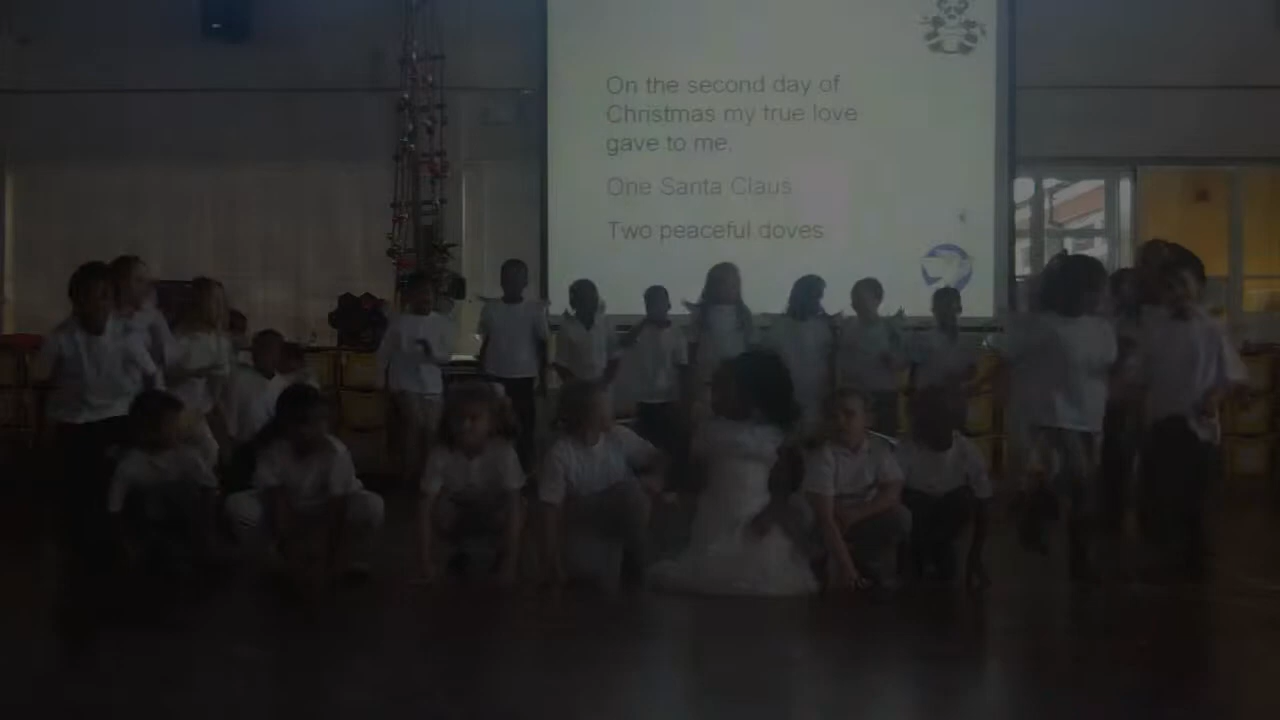 On the second day of
Christmas my true love
gave to me.
One Santa Claus
Two peaceful doves